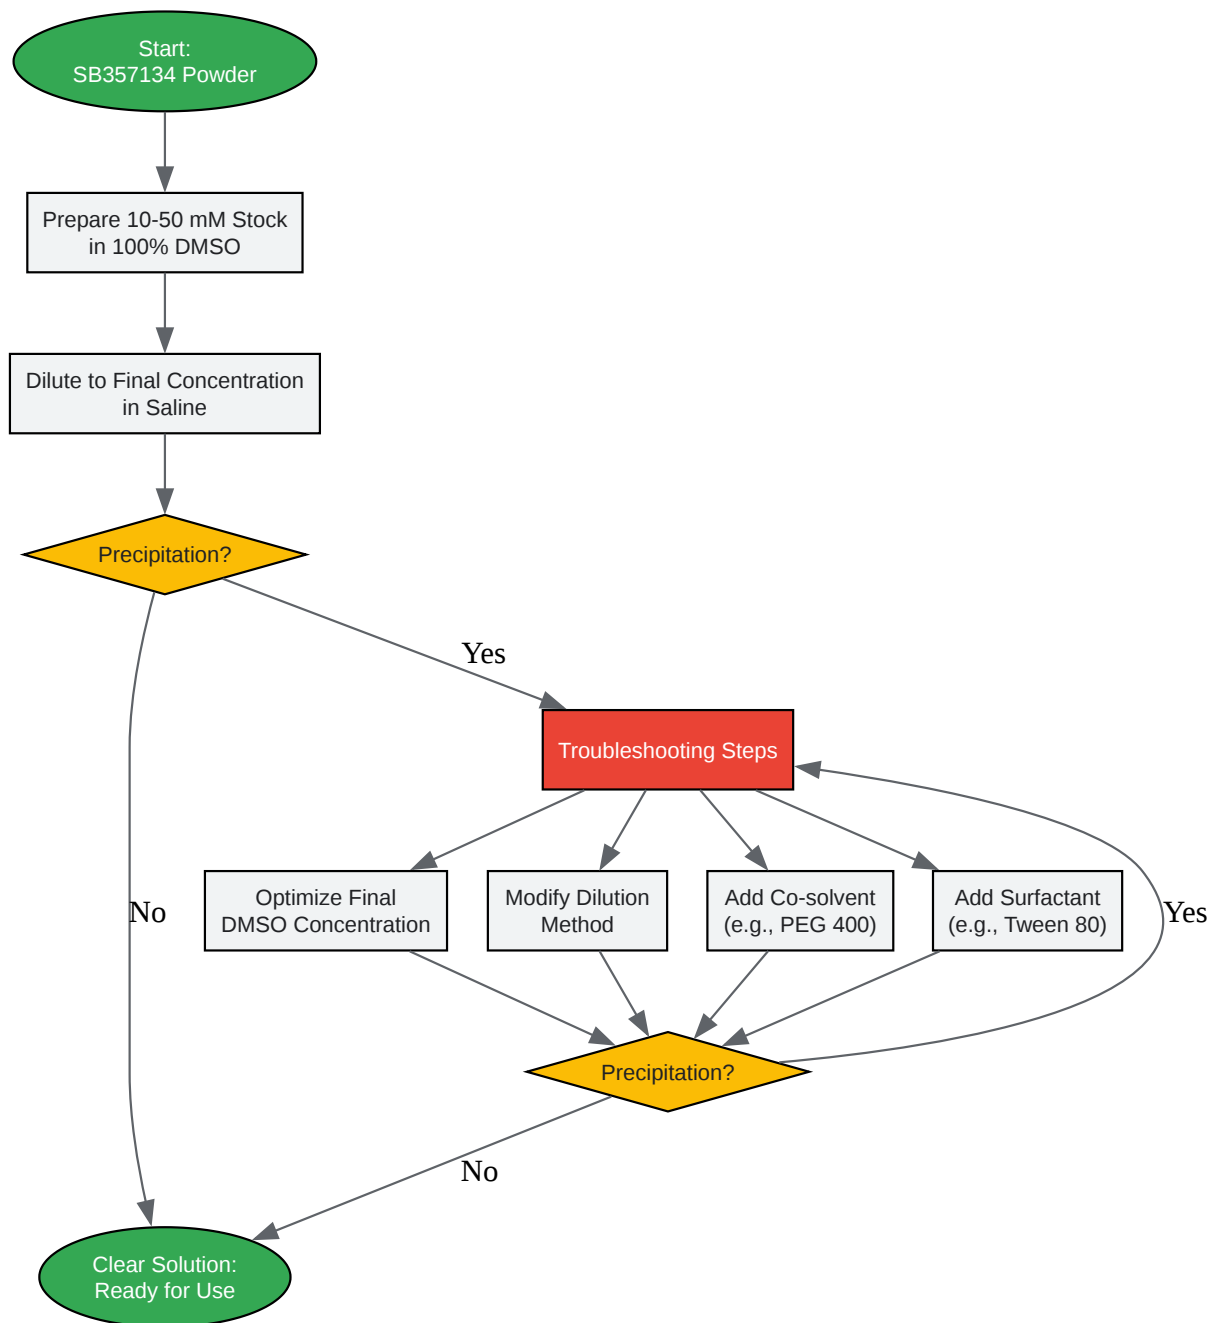 Start:
SB357134 Powder
Prepare 10-50 mM Stock
in 100% DMSO
Dilute to Final Concentration
in Saline
Precipitation?
Yes
Troubleshooting Steps
Optimize Final
DMSO Concentration
Modify Dilution
Method
Add Co-solvent
(e.g., PEG 400)
Add Surfactant
(e.g., Tween 80)
No
Yes
Precipitation?
No
Clear Solution:
Ready for Use